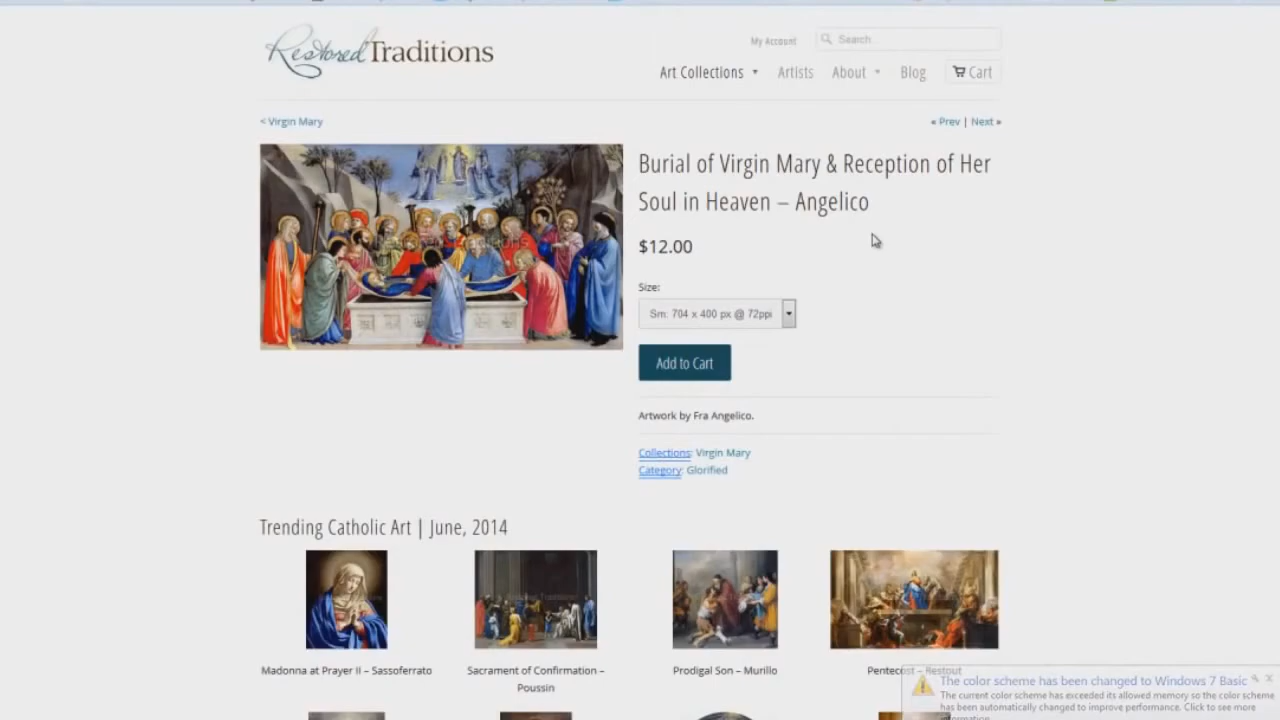 Restored Traditions
My Account
Search
Art Collections
Artists
About
Blog
Cart
< Virgin Mary
« Prev | Next »
Burial of Virgin Mary & Reception of Her
Soul in Heaven – Angelico
$12.00
Size:
Sm: 704 x 400 px @ 72ppi
Add to Cart
Artwork by Fra Angelico.
Collections: Virgin Mary
Category: Glorified
Trending Catholic Art | June, 2014
Madonna at Prayer II – Sassoferrato
Sacrament of Confirmation –
Poussin
Prodigal Son – Murillo
Pentecost – Restout
The color scheme has been changed to Windows 7 Basic
The current color scheme has exceeded its allowed memory so the color scheme
has been automatically changed to improve performance. Click to see more
information.